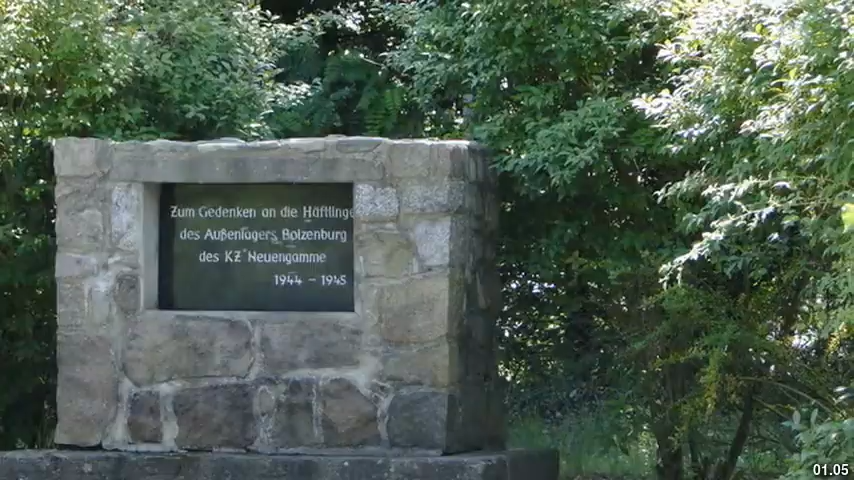 Zum Gedenken an die Häftlinge
des Außenlagers Boizenburg
des KZ Neuengamme
1944 – 1945
01.05